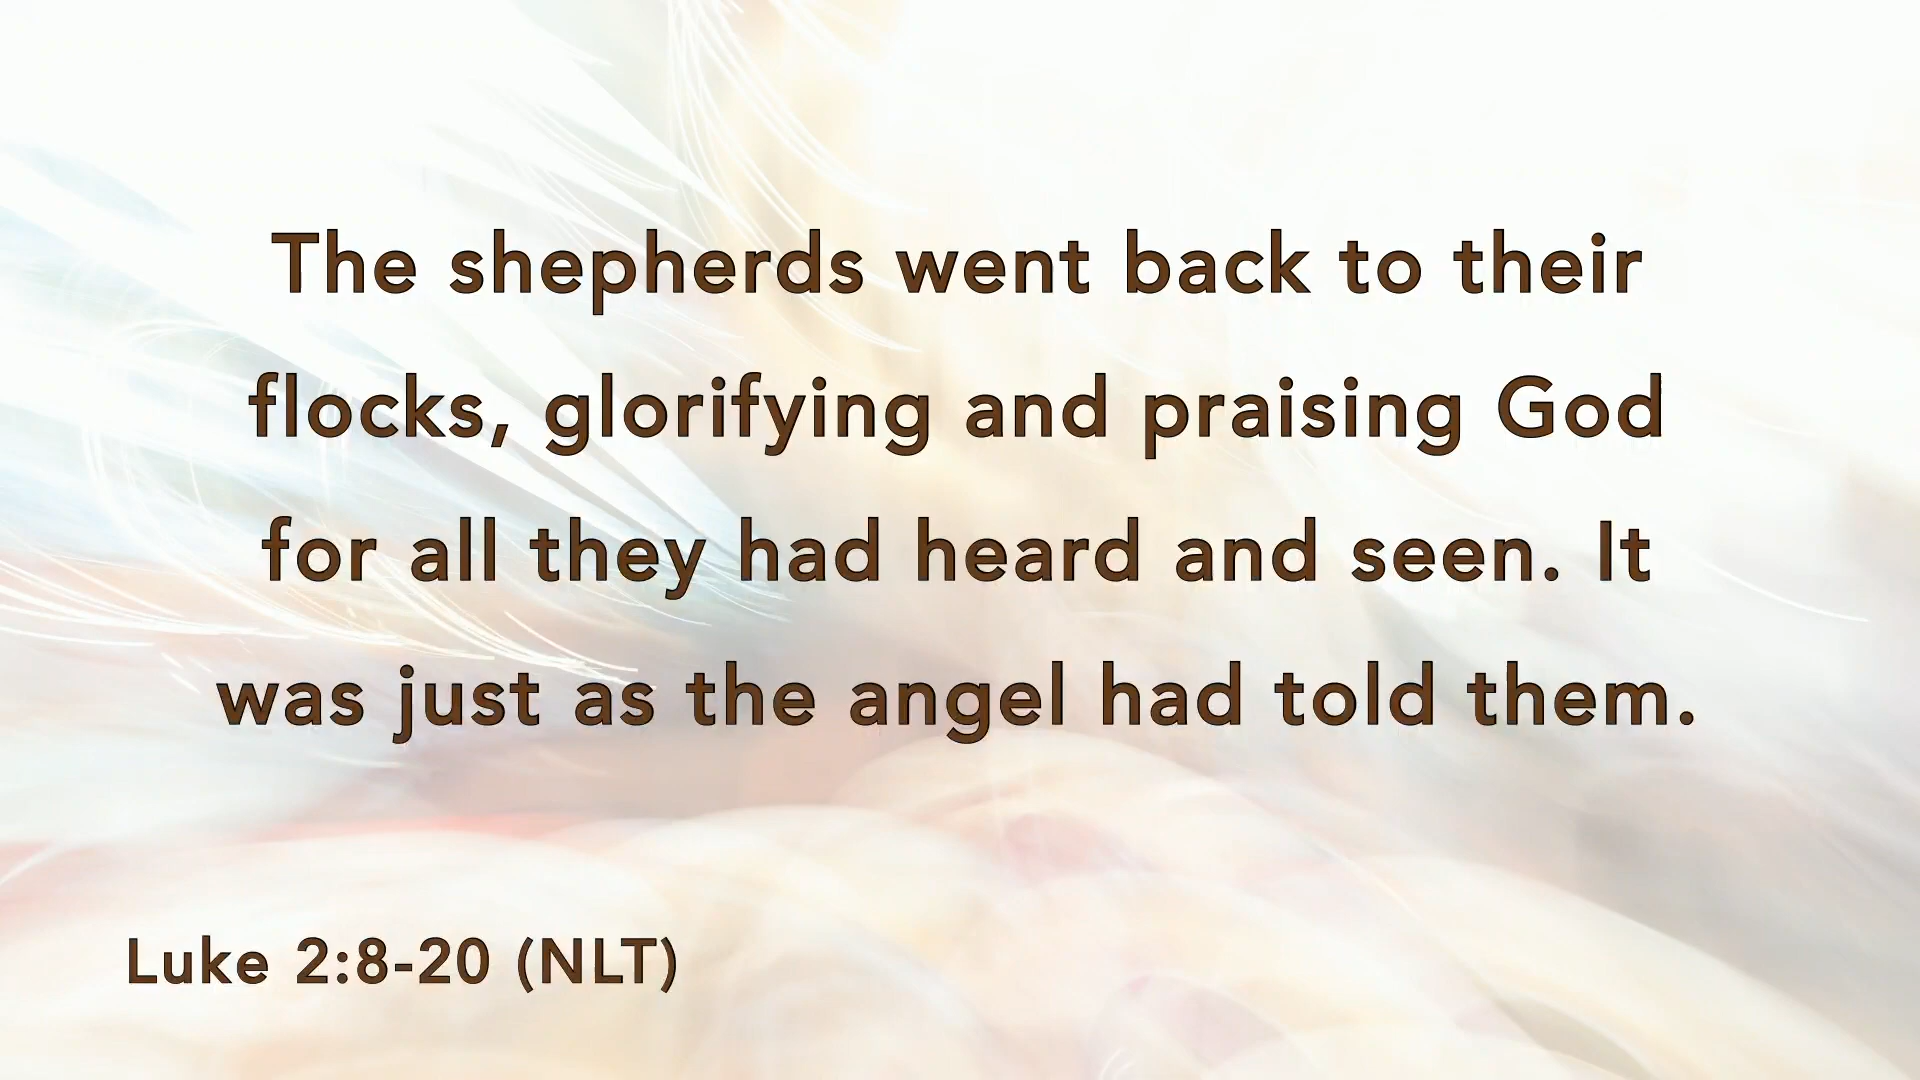 The shepherds went back to their
flocks, glorifying and praising God
for all they had heard and seen. It
was just as the angel had told them.
Luke 2:8-20 (NLT)